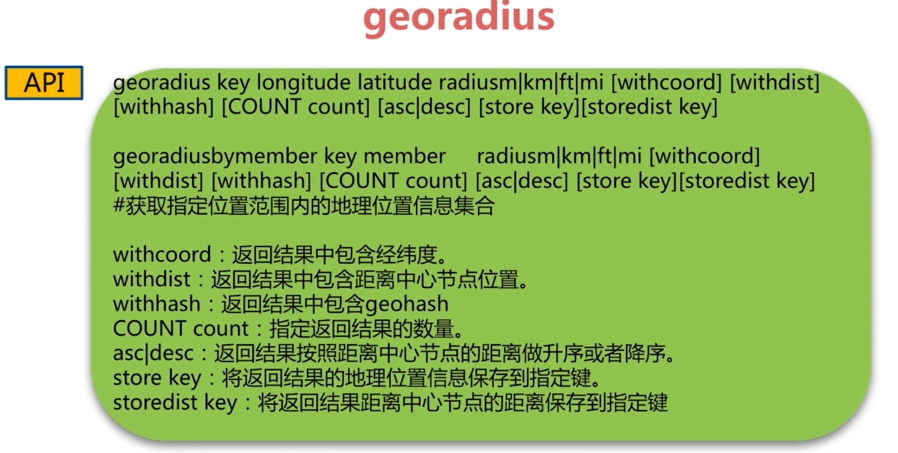 georadius
API
georadius key longitude latitude radiusm|km|ft|mi [withcoord] [withdist]
[withhash] [COUNT count] [asc|desc] [store key][storedist key]
georadiusbymember key member radiusm|km|ft|mi [withcoord]
[withdist] [withhash] [COUNT count] [asc|desc] [store key][storedist key]
#获取指定位置范围内的地理位置信息集合
withcoord：返回结果中包含经纬度。
withdist：返回结果中包含距离中心节点位置。
withhash：返回结果中包含geohash
COUNT count：指定返回结果的数量。
asc|desc：返回结果按照距离中心节点的距离做升序或者降序。
store key：将返回结果的地理位置信息保存到指定键。
storedist key：将返回结果距离中心节点的距离保存到指定键